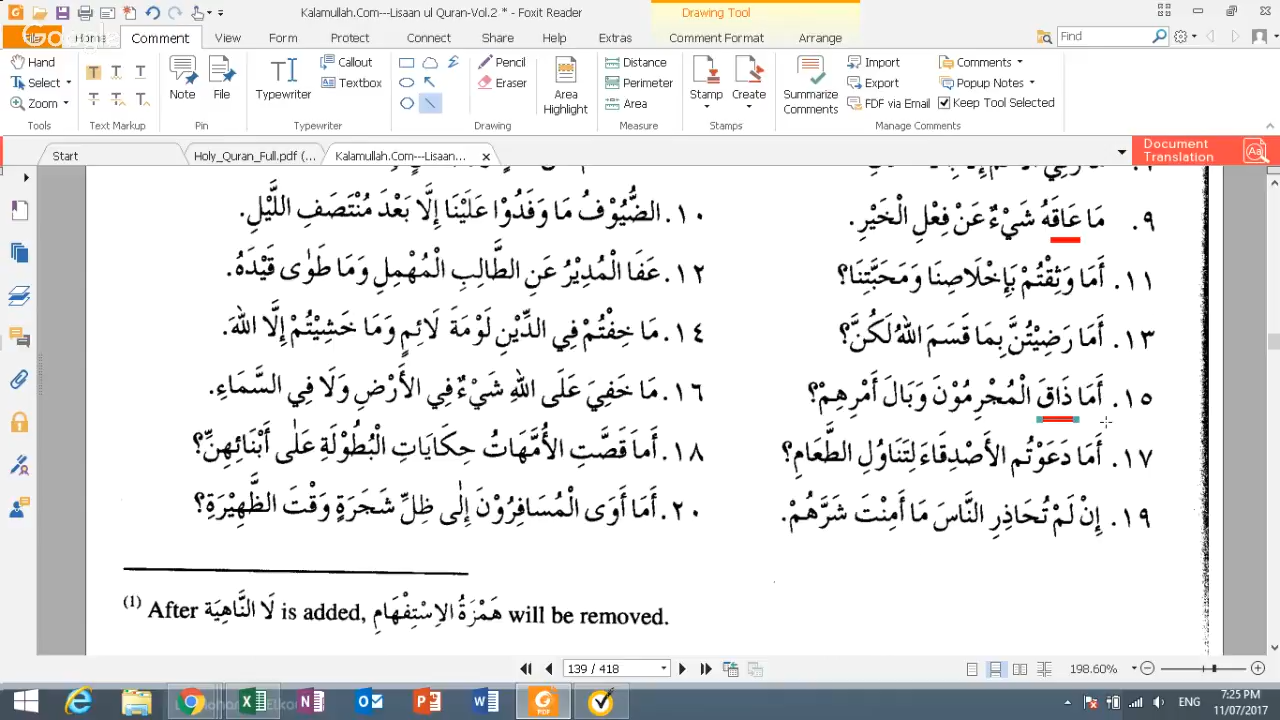 Kalamullah.Com---Lisaan ul Quran-Vol.2 * - Foxit Reader
Drawing Tool
Google
Home Comment View Form Protect Connect Share Help Extras Comment Format Arrange Find
Hand Select Zoom Tools
Text Markup
Note File Pin
Typewriter Callout Textbox Typewriter
Pencil Eraser Area Highlight Drawing
Distance Perimeter Area Measure
Stamp Create Stamps
Summarize Comments Import Export FDF via Email Comments Popup Notes Keep Tool Selected Manage Comments
Start Holy_Quran_Full.pdf (... Kalamullah.Com---Lisaan... Document Translation
٩. مَا عَاقَهُ شَيْءٌ عَنْ فِعْلِ الْخَيْرِ.
١٠. الضُّيُوْفُ مَا وَفَدُوْا عَلَيْنَا إِلَّا بَعْدَ مُنْتَصَفِ اللَّيْلِ.
١١. أَمَا وَثِقْتُمْ بَإِخْلَاصِنَا وَمَحَبَّتِنَا؟
١٢. عَفَا الْمُدِيْرُ عَنِ الطَّالِبِ الْمُهْمِلِ وَمَا طَوٰى قَيْدَهُ.
١٣. أَمَا رَضِيْتُنَّ بِمَا قَسَمَ اللهُ لَكُنَّ؟
١٤. مَا خِفْتُمْ فِي الدِّيْنِ لَوْمَةَ لَائِمٍ وَمَا خَشِيْتُمْ إِلَّا اللهَ.
١٥. أَمَا ذَاقَ الْمُجْرِمُوْنَ وَبَالَ أَمْرِهِمْ؟
١٦. مَا خَفِيَ عَلَى اللهِ شَيْءٌ فِي الأَرْضِ وَلَا فِي السَّمَاءِ.
١٧. أَمَا دَعَوْتُم الأَصْدِقَاءَ لِتَنَاوُلِ الطَّعَامِ؟
١٨. أَمَا قَصَّتِ الأُمَّهَاتُ حِكَايَاتِ الْبُطُوْلَةِ عَلٰى أَبْنَائِهِنَّ؟
١٩. إِنْ لَمْ تُحَاذِرِ النَّاسَ مَا أَمِنْتَ شَرَّهُمْ.
٢٠. أَمَا أَوَى الْمُسَافِرُوْنَ إِلٰى ظِلِّ شَجَرَةٍ وَقْتَ الظَّهِيْرَةِ؟
(1) After لَا النَّاهِيَة is added, هَمْزَةُ الاِسْتِفْهَامِ will be removed.
139 / 418 198.60%
ENG 7:25 PM
11/07/2017